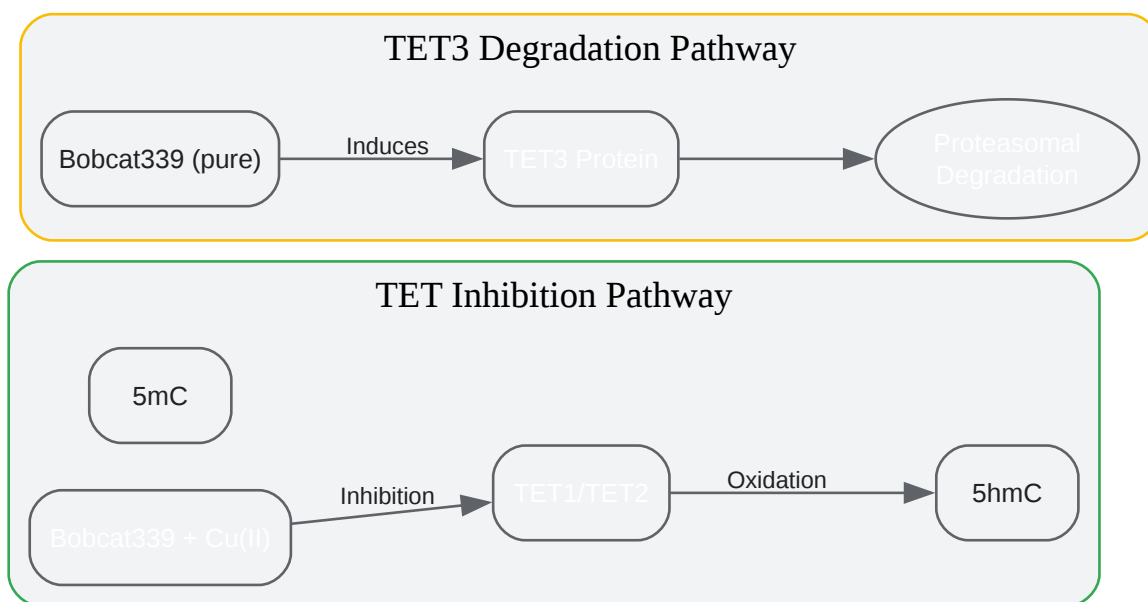 TET3 Degradation Pathway
Bobcat339 (pure)
Induces
TET3 Protein
Proteasomal
Degradation
TET Inhibition Pathway
5mC
Bobcat339 + Cu(II)
Inhibition
TET1/TET2
Oxidation
5hmC